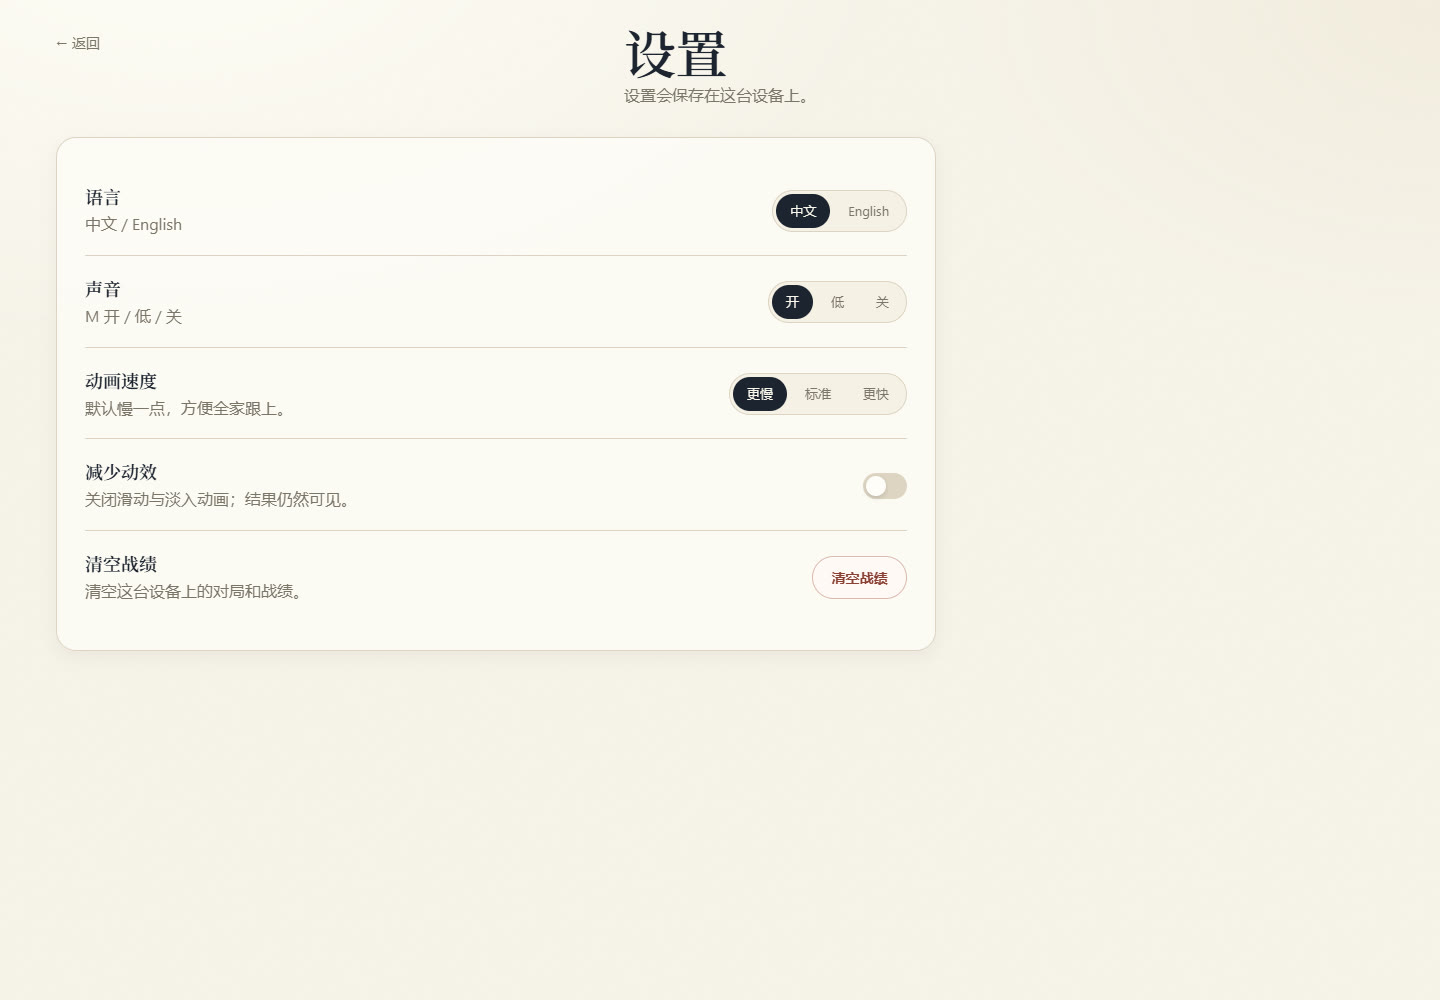 ← 返回
设置
设置会保存在这台设备上。
语言
中文 / English
中文 English
声音
M 开 / 低 / 关
开 低 关
动画速度
默认慢一点，方便全家跟上。
更慢 标准 更快
减少动效
关闭滑动与淡入动画；结果仍然可见。
清空战绩
清空这台设备上的对局和战绩。
清空战绩